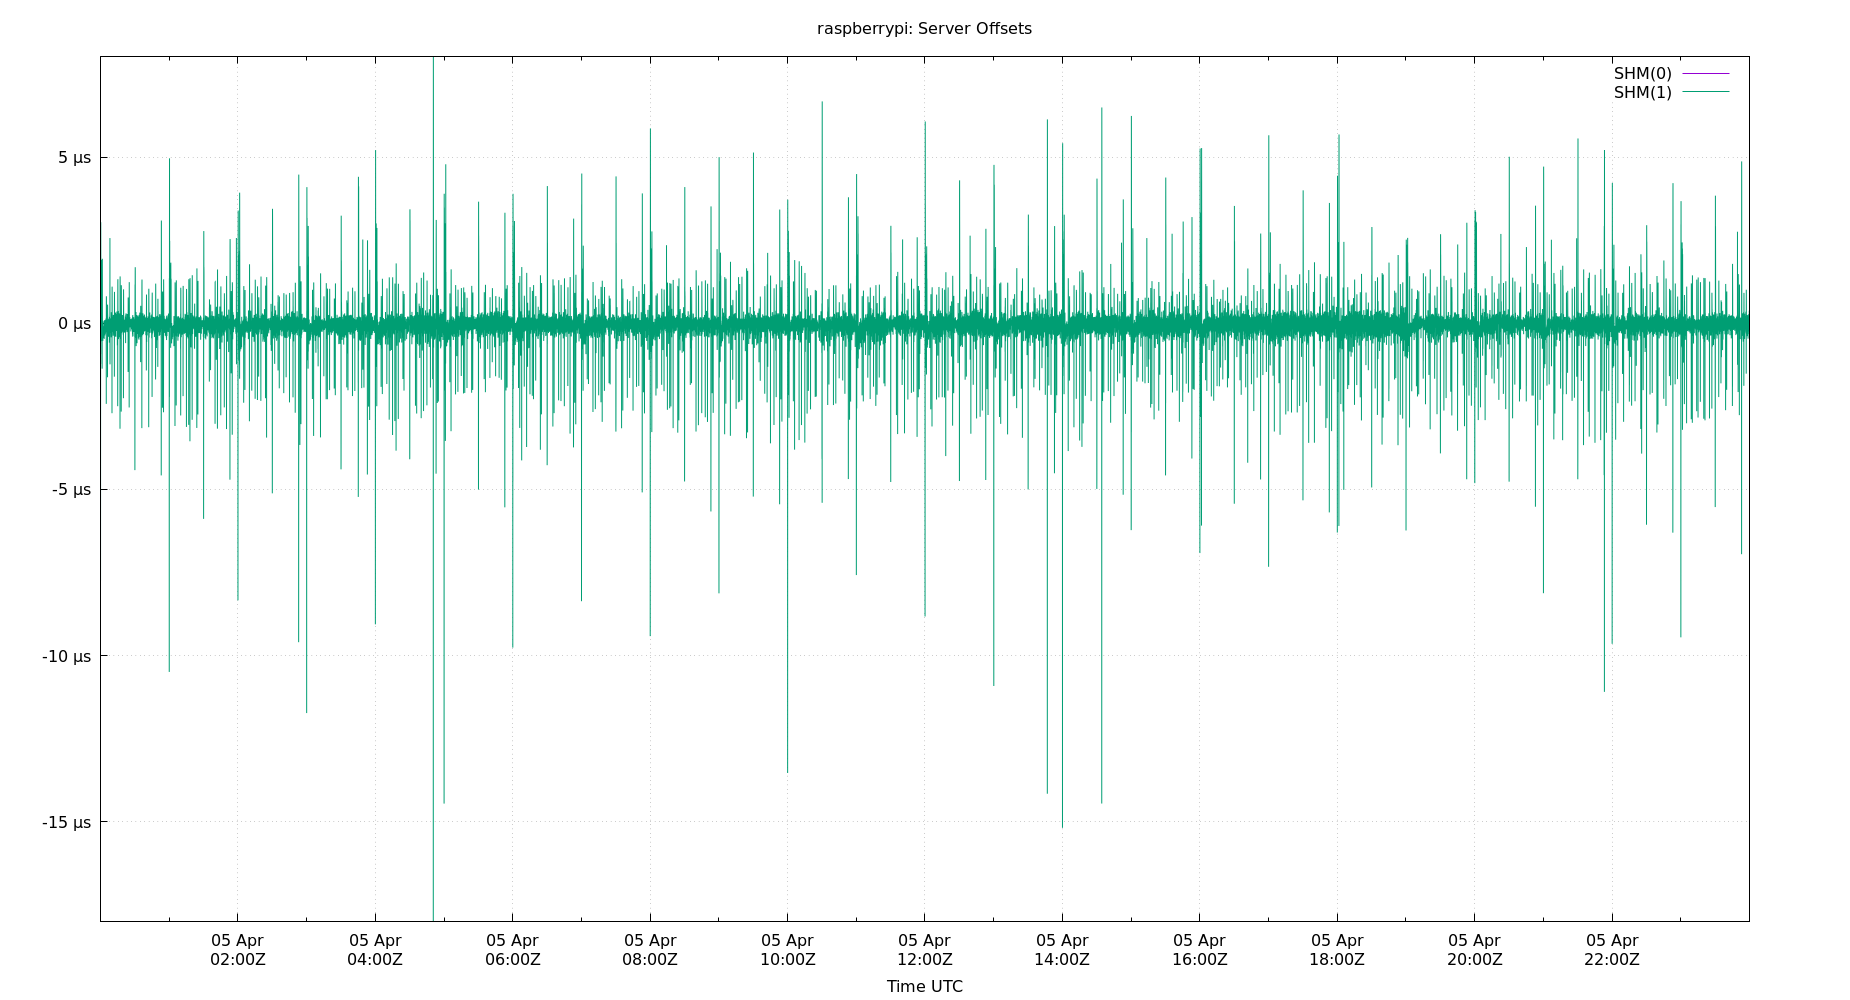 raspberrypi: Server Offsets
SHM(0)
SHM(1)
5 µs
0 µs
-5 µs
-10 µs
-15 µs
05 Apr 05 Apr 05 Apr 05 Apr 05 Apr 05 Apr 05 Apr 05 Apr 05 Apr 05 Apr 05 Apr
02:00Z 04:00Z 06:00Z 08:00Z 10:00Z 12:00Z 14:00Z 16:00Z 18:00Z 20:00Z 22:00Z
Time UTC